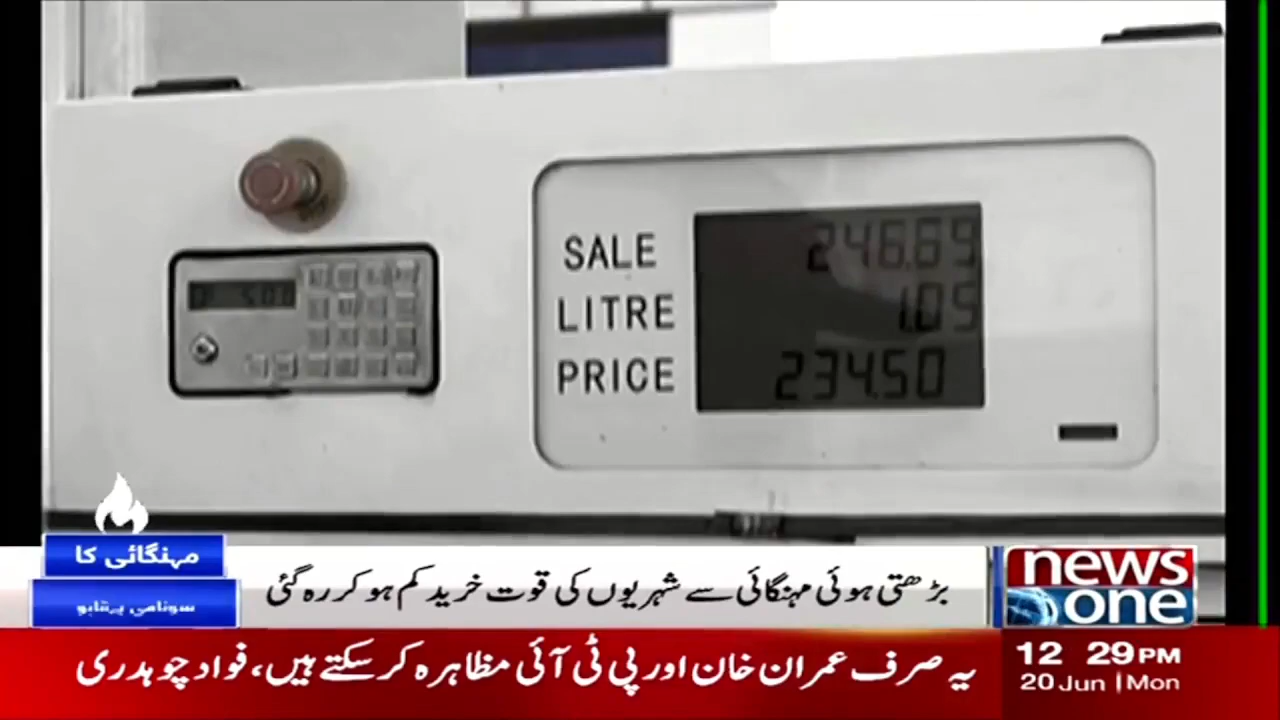 SALE 246.69
LITRE 1.05
PRICE 234.50
مہنگائی کا
سونامی بے قابو
بڑھتی ہوئی مہنگائی سے شہریوں کی قوت خرید کم ہو کر رہ گئی
news
one
یہ صرف عمران خان اور پی ٹی آئی مظاہرہ کر سکتے ہیں، فواد چوہدری
12 29 PM
20 Jun | Mon